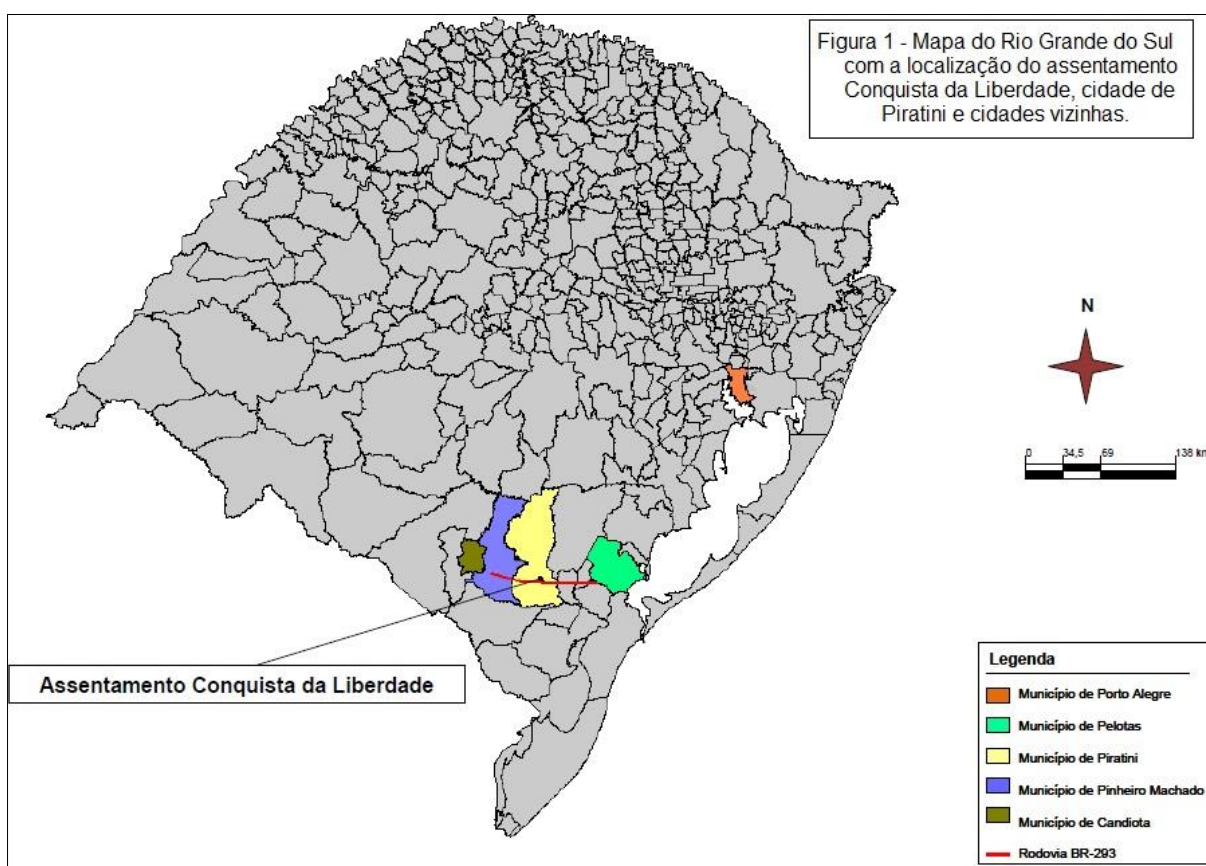 Figura 1 - Mapa do Rio Grande do Sul
com a localização do assentamento
Conquista da Liberdade, cidade de
Piratini e cidades vizinhas.
N
0 34,5 69 138 km
Assentamento Conquista da Liberdade
Legenda
Município de Porto Alegre
Município de Pelotas
Município de Piratini
Município de Pinheiro Machado
Município de Candiota
Rodovia BR-293